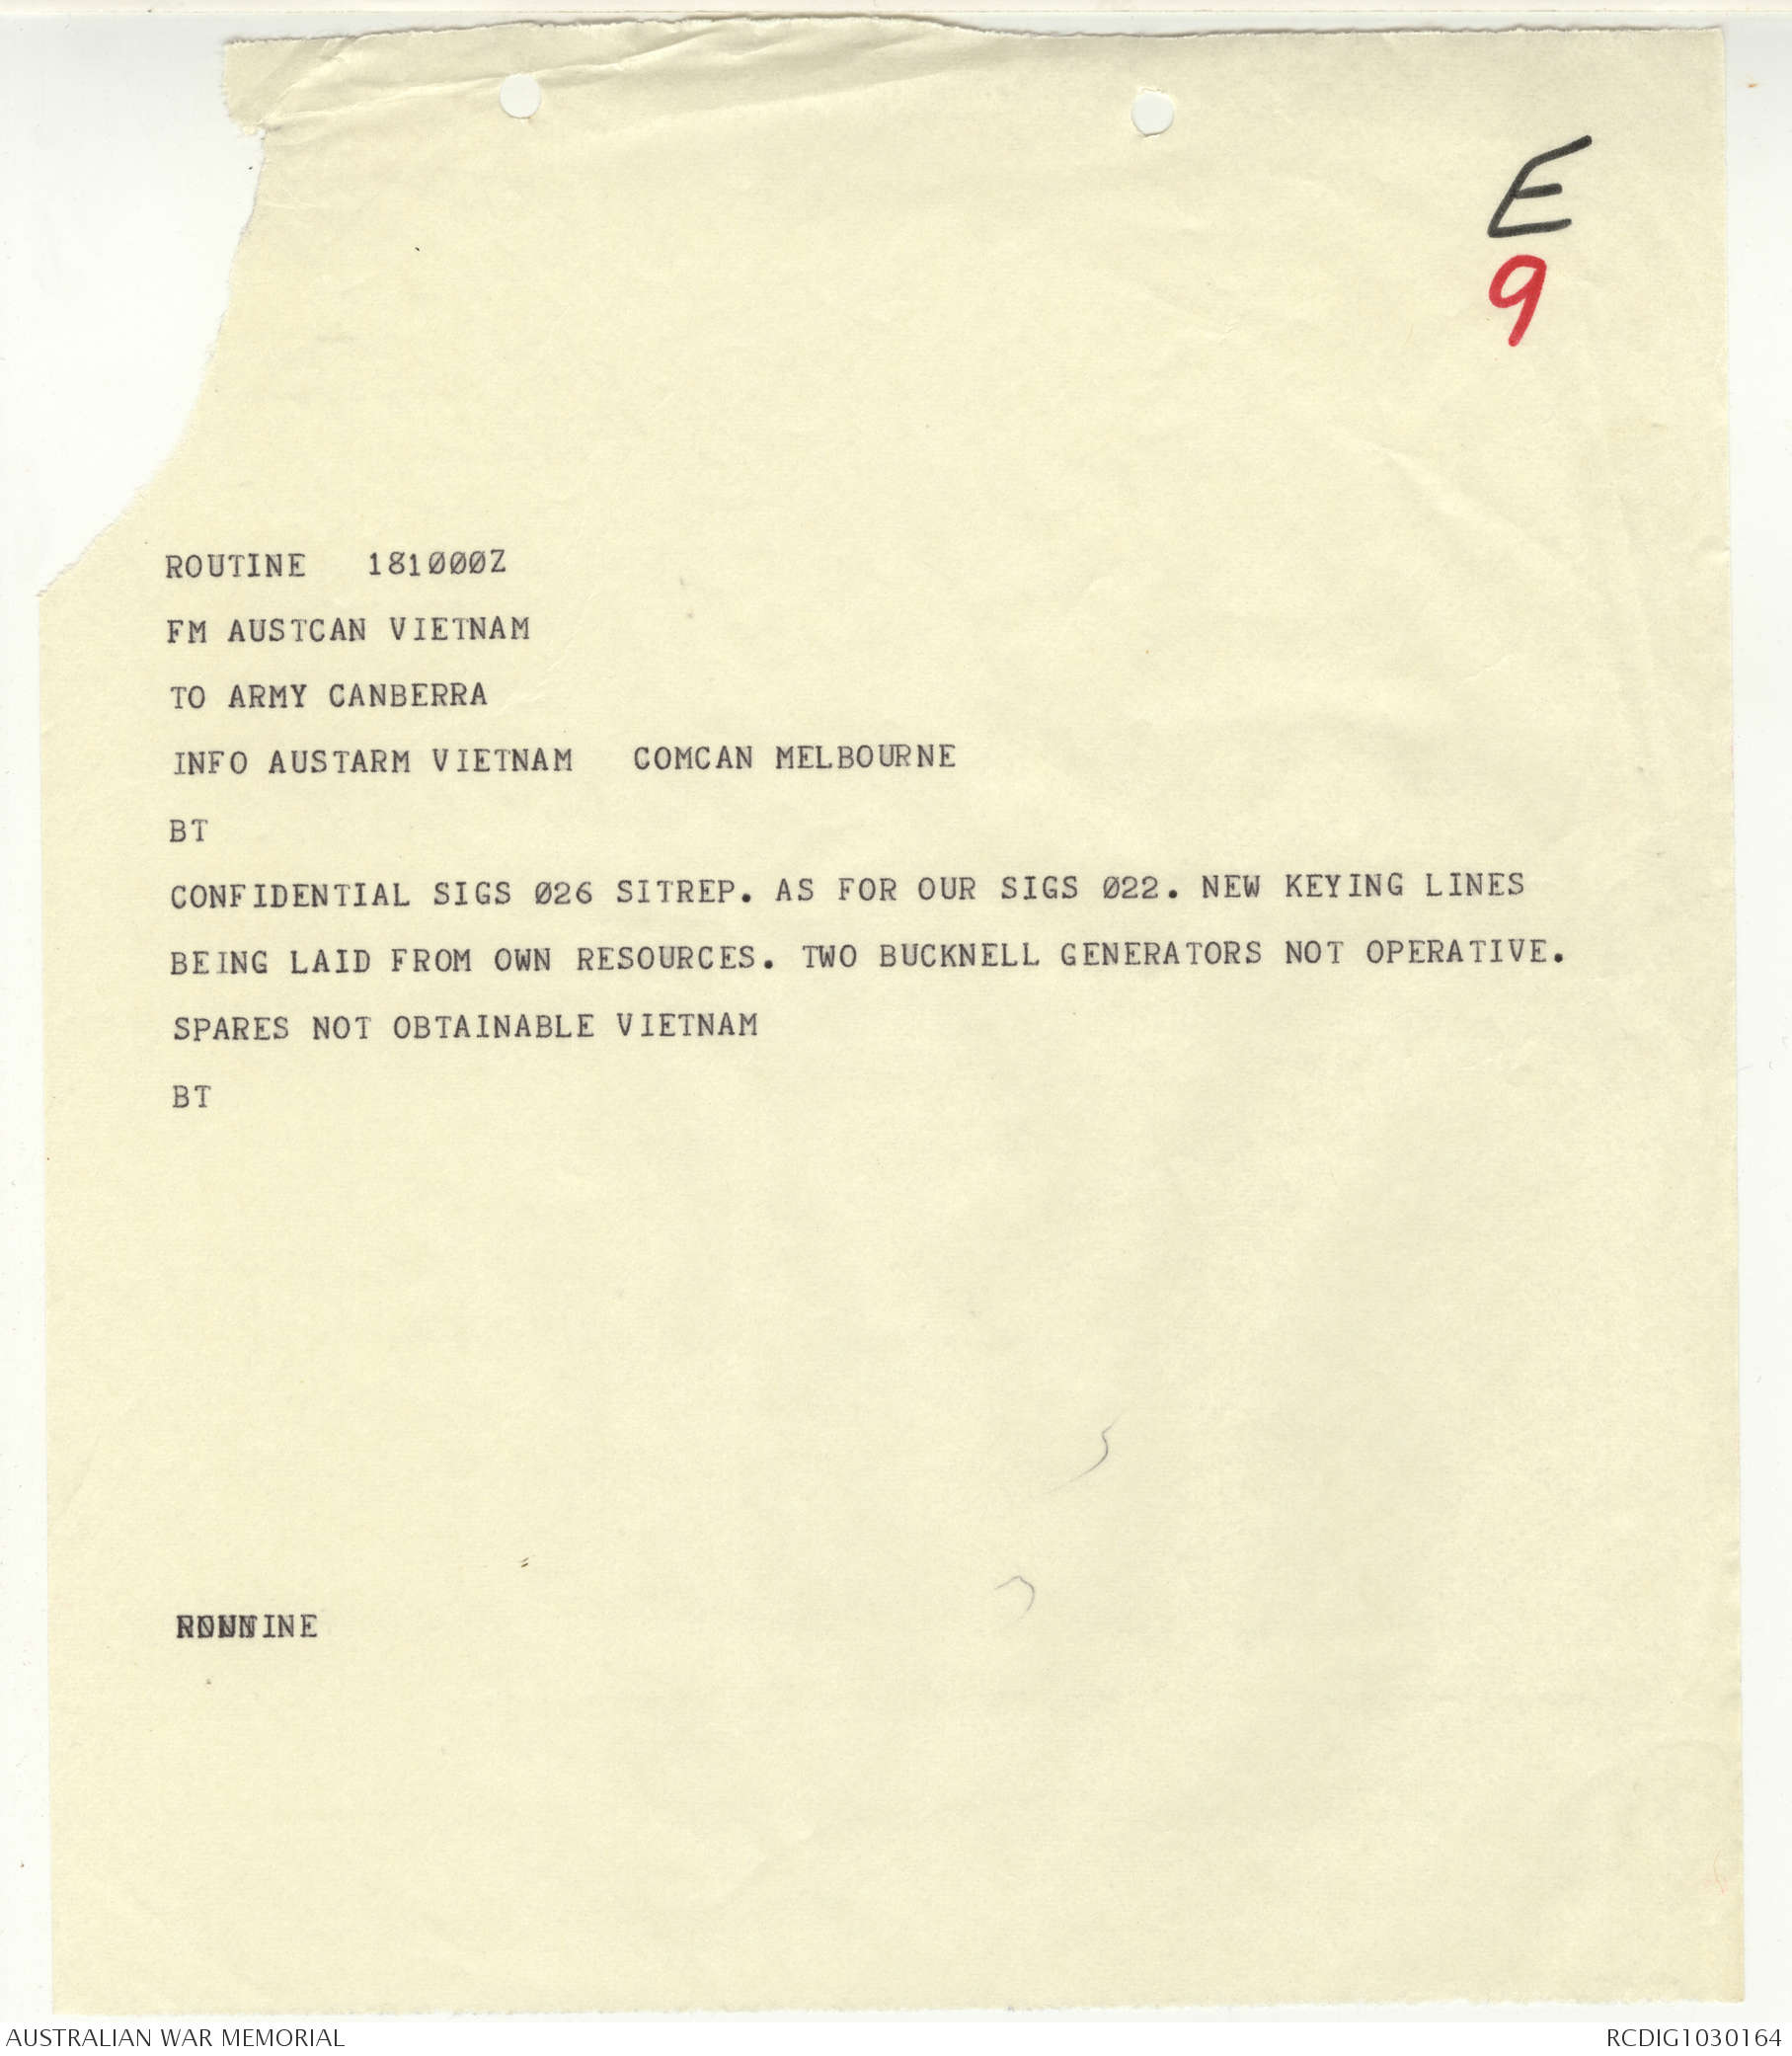 E
9
ROUTINE   181000Z
FM AUSTCAN VIETNAM
TO ARMY CANBERRA
INFO AUSTARM VIETNAM   COMCAN MELBOURNE
BT
CONFIDENTIAL SIGS 026 SITREP. AS FOR OUR SIGS 022. NEW KEYING LINES
BEING LAID FROM OWN RESOURCES. TWO BUCKNELL GENERATORS NOT OPERATIVE.
SPARES NOT OBTAINABLE VIETNAM
BT
AUSTRALIAN WAR MEMORIAL
RCDIG1030164